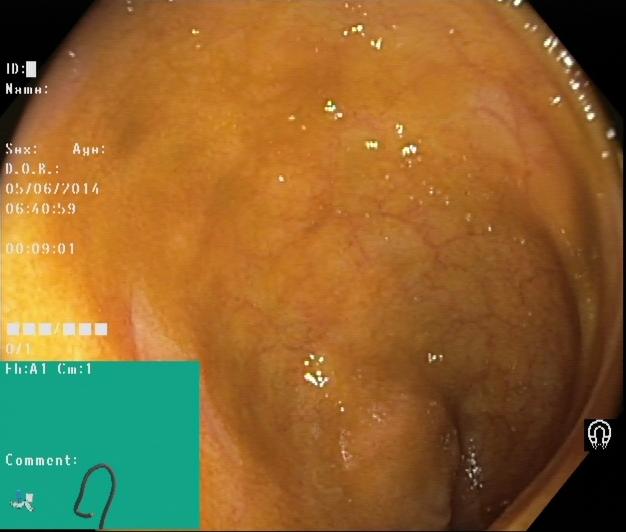 ID:
Name:
Sex: Age:
D.O.B.:
05/06/2014
06:40:59
00:09:01
0/1
Eh:A1 Cm:1
Comment: